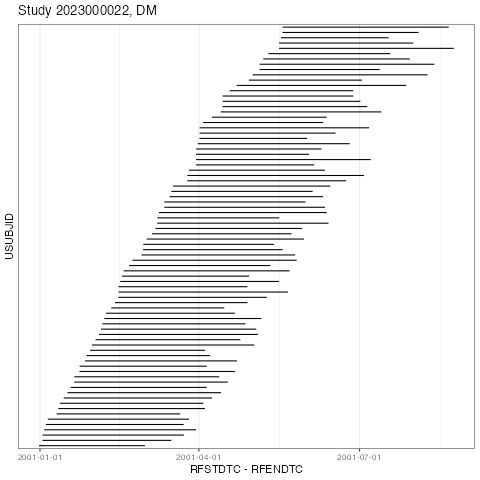 Study 2023000022, DM
USUBJID
2001-01-01
2001-04-01
2001-07-01
RFSTDTC - RFENDTC